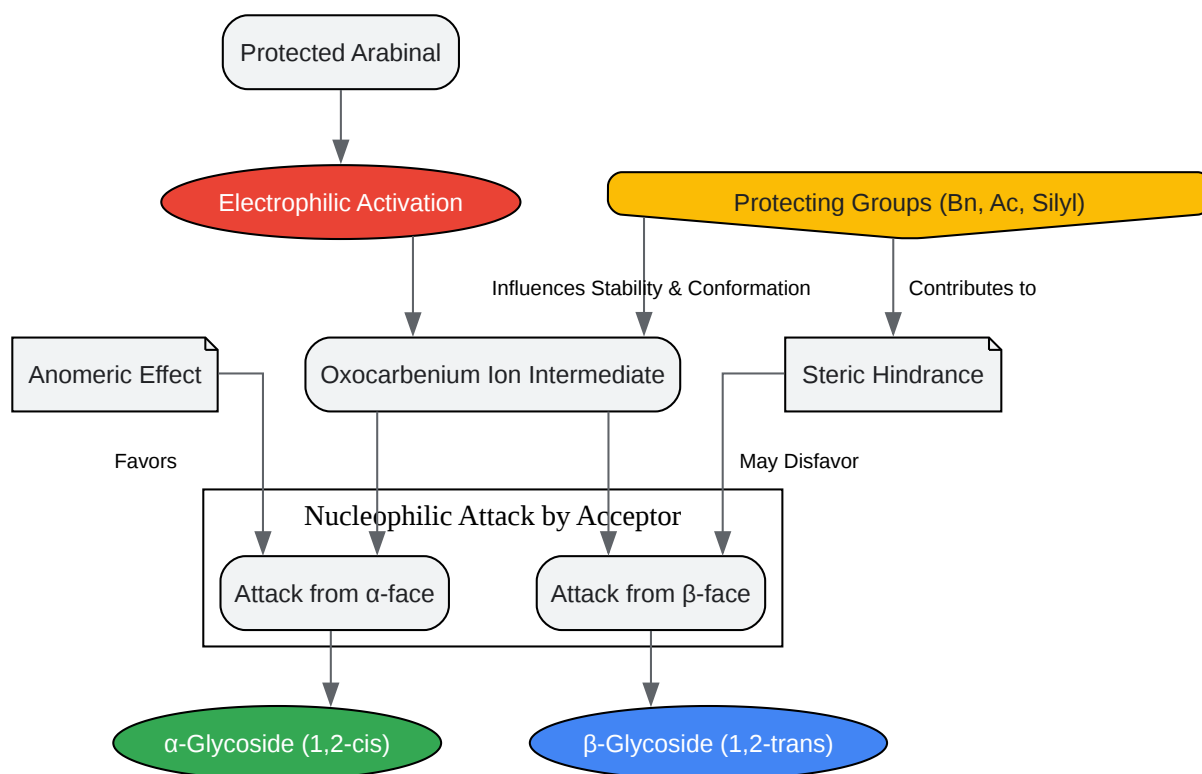 Protected Arabinal
Electrophilic Activation
Protecting Groups (Bn, Ac, Silyl)
Influences Stability & Conformation
Contributes to
Anomeric Effect
Oxocarbenium Ion Intermediate
Steric Hindrance
Favors
May Disfavor
Nucleophilic Attack by Acceptor
Attack from α-face
Attack from β-face
α-Glycoside (1,2-cis)
β-Glycoside (1,2-trans)